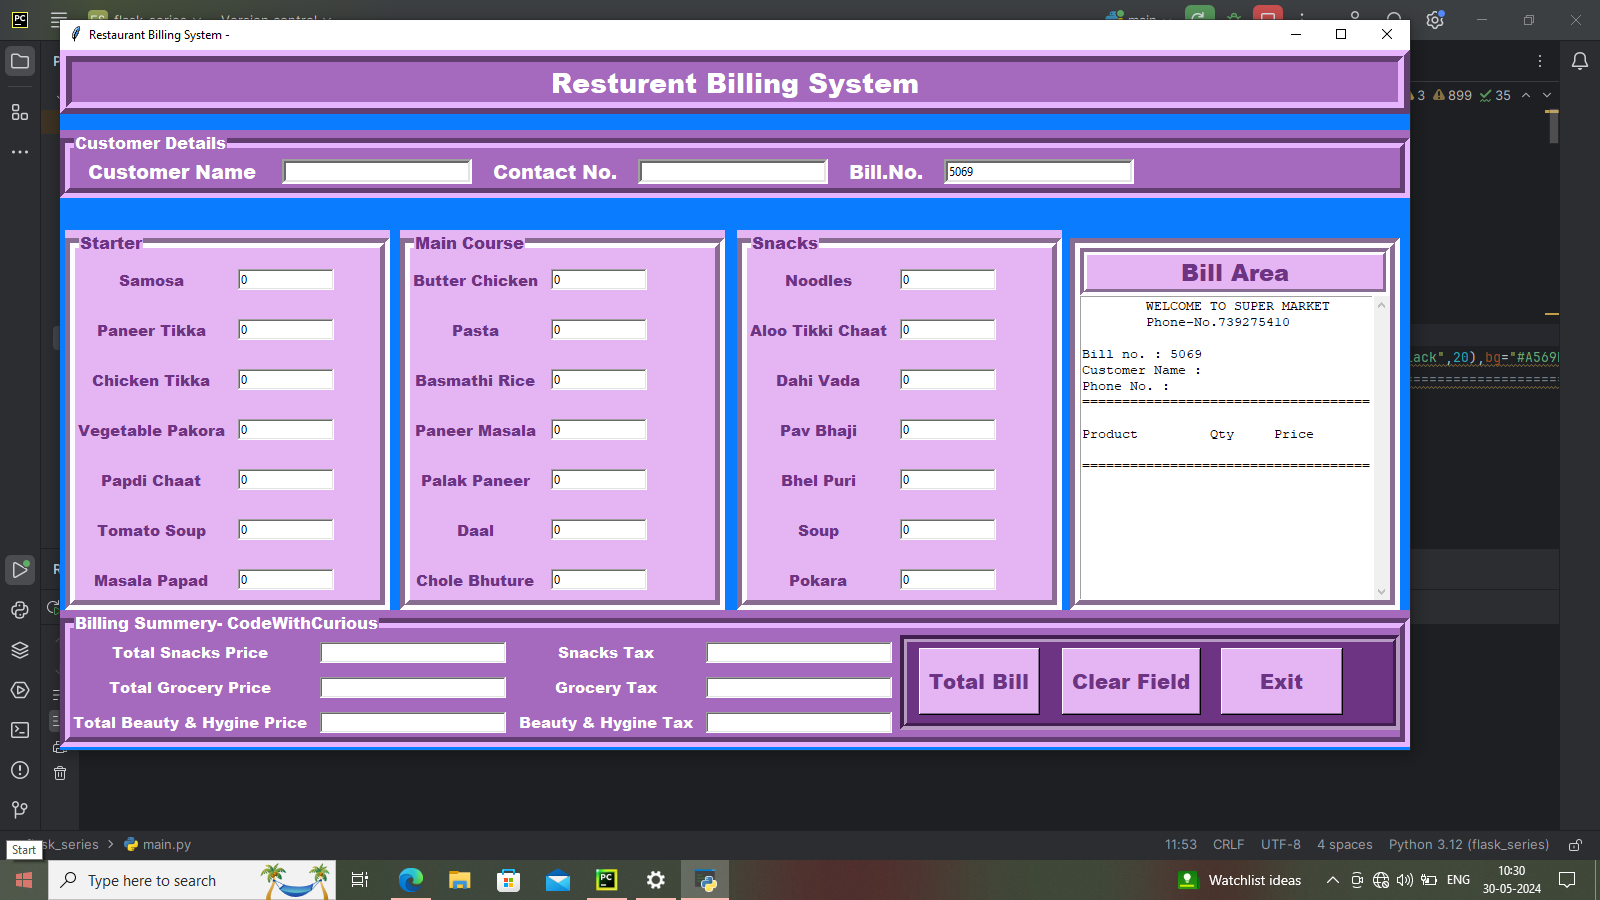 PC
FS flask_series Version control main
Restaurant Billing System -
3 899 35
Resturent Billing System
Customer Details
Customer Name Contact No. Bill.No. 5069
Starter
Samosa 0
Paneer Tikka 0
Chicken Tikka 0
Vegetable Pakora 0
Papdi Chaat 0
Tomato Soup 0
Masala Papad 0
Main Course
Butter Chicken 0
Pasta 0
Basmathi Rice 0
Paneer Masala 0
Palak Paneer 0
Daal 0
Chole Bhuture 0
Snacks
Noodles 0
Aloo Tikki Chaat 0
Dahi Vada 0
Pav Bhaji 0
Bhel Puri 0
Soup 0
Pokara 0
Bill Area
WELCOME TO SUPER MARKET
Phone-No.739275410
Bill no. : 5069
Customer Name :
Phone No. :
====================================
Product Qty Price
====================================
lack",20),bg="#A569
Billing Summery- CodeWithCurious
Total Snacks Price Snacks Tax
Total Grocery Price Grocery Tax
Total Beauty & Hygine Price Beauty & Hygine Tax
Total Bill Clear Field Exit
Start
sk_series > main.py 11:53 CRLF UTF-8 4 spaces Python 3.12 (flask_series)
Type here to search PC Watchlist ideas ENG 10:30
30-05-2024